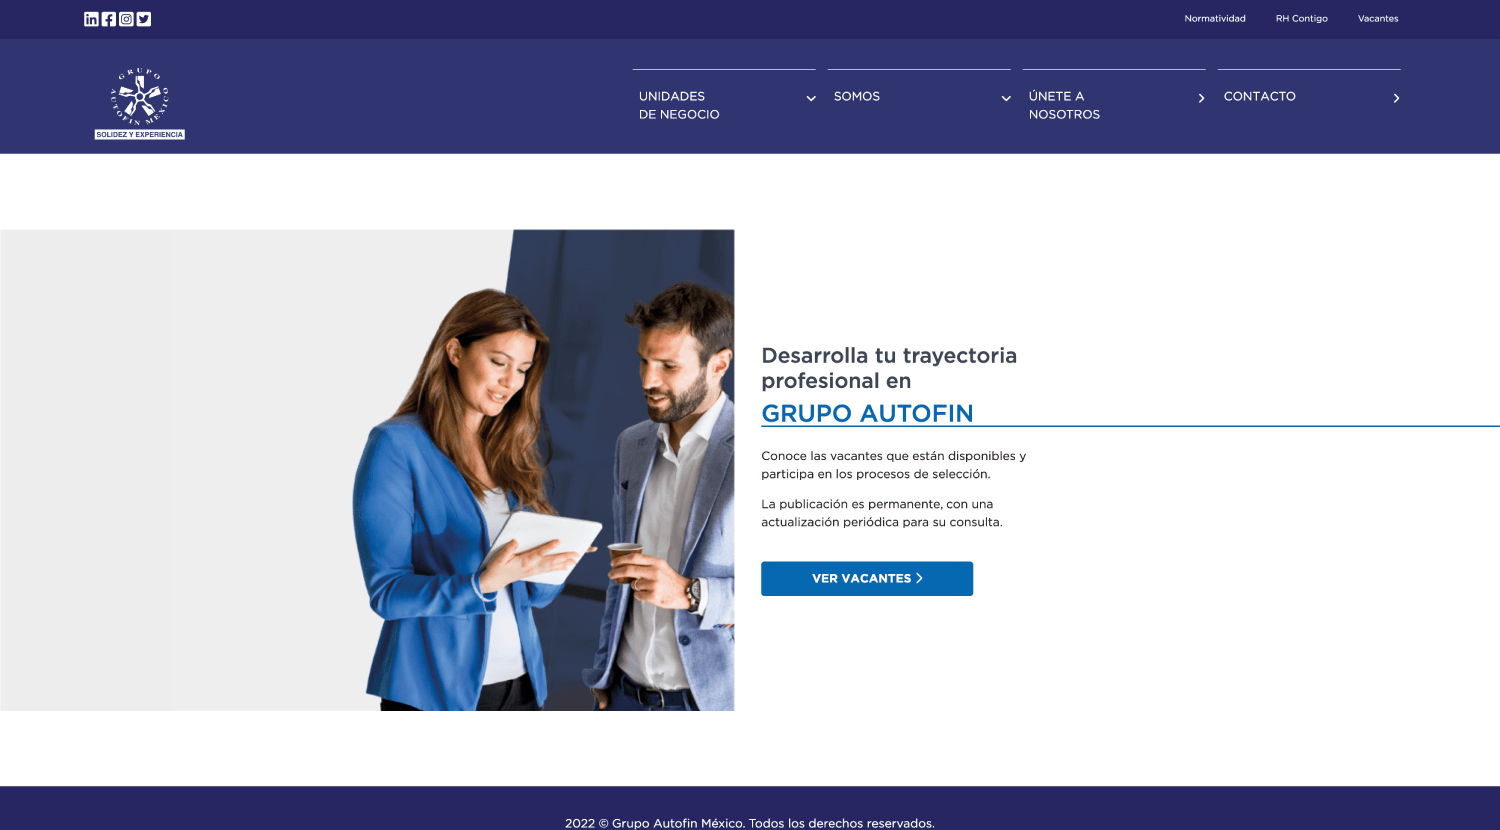 Normatividad
RH Contigo
Vacantes
GRUPO
AUTOFIN MÉXICO
SOLIDEZ Y EXPERIENCIA
UNIDADES
DE NEGOCIO
SOMOS
ÚNETE A
NOSOTROS
CONTACTO
Desarrolla tu trayectoria
profesional en
GRUPO AUTOFIN
Conoce las vacantes que están disponibles y
participa en los procesos de selección.
La publicación es permanente, con una
actualización periódica para su consulta.
VER VACANTES
2022 © Grupo Autofin México. Todos los derechos reservados.